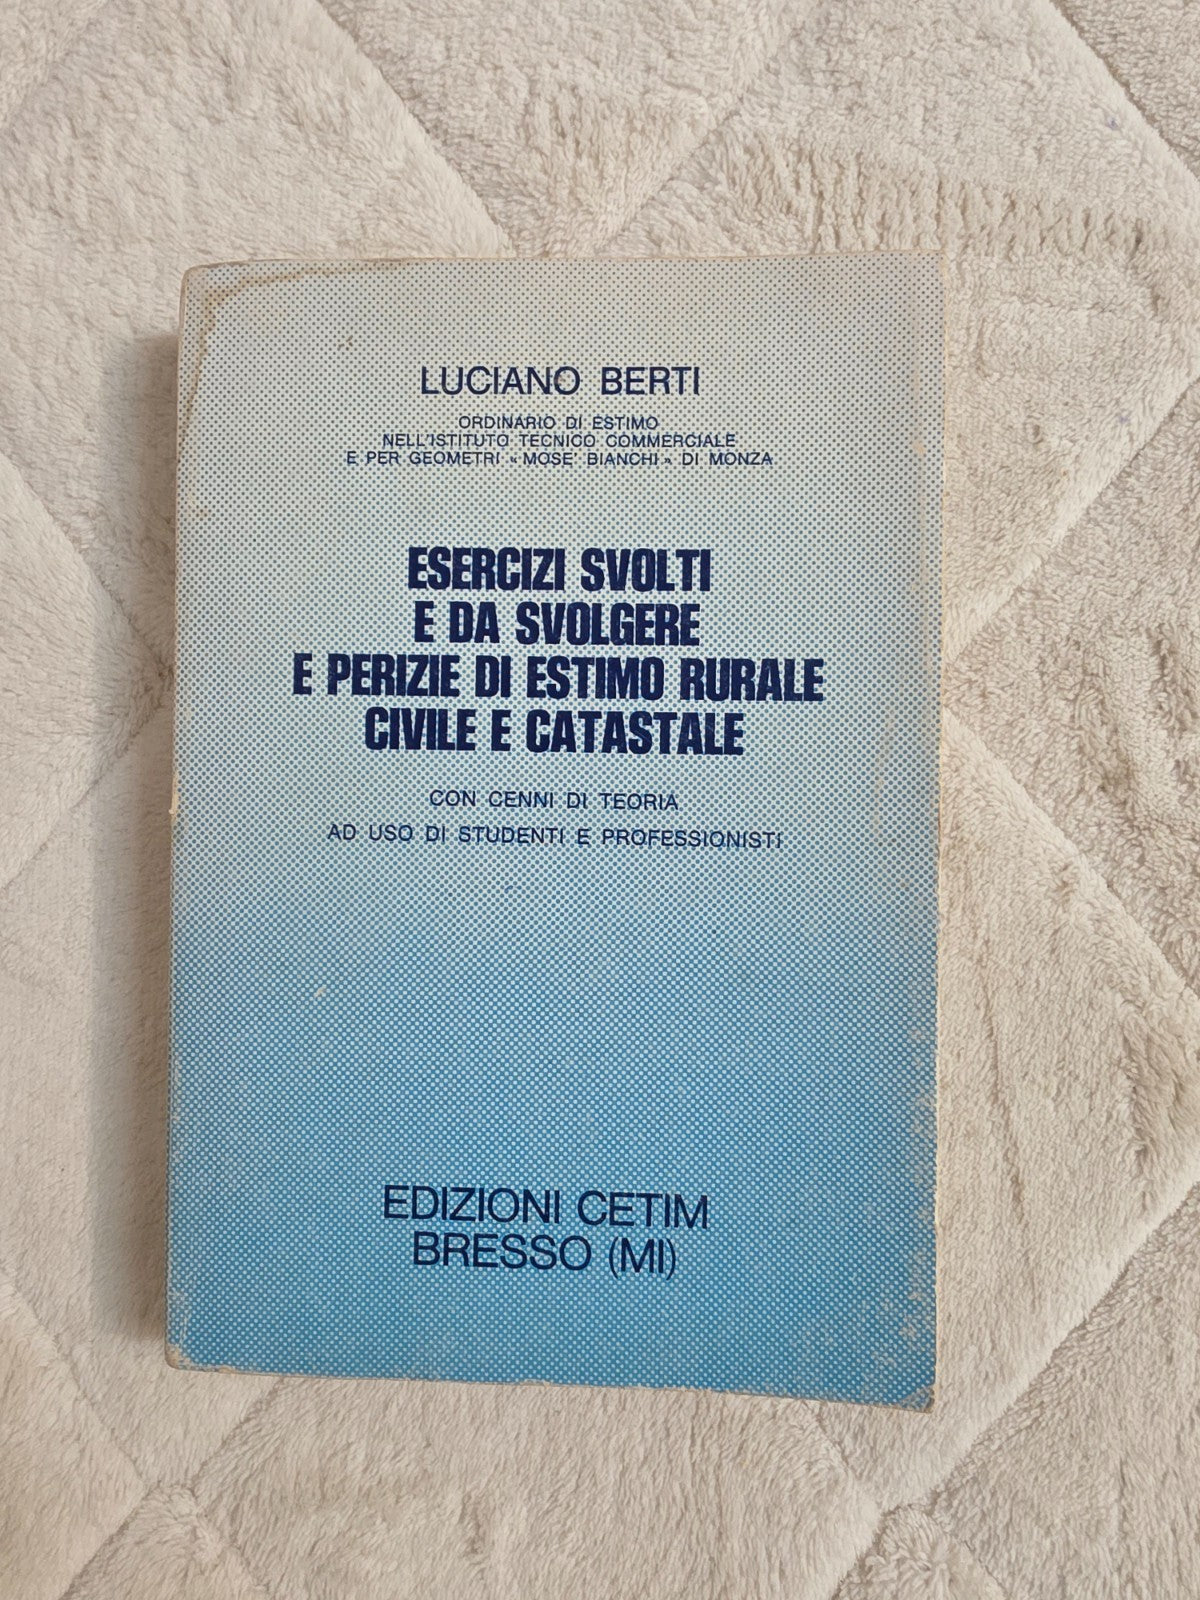 LUCIANO BERTI
ORDINARIO DI ESTIMO
NELL'ISTITUTO TECNICO COMMERCIALE
E PER GEOMETRI « MOSE' BIANCHI » DI MONZA
ESERCIZI SVOLTI
E DA SVOLGERE
E PERIZIE DI ESTIMO RURALE
CIVILE E CATASTALE
CON CENNI DI TEORIA
AD USO DI STUDENTI E PROFESSIONISTI
EDIZIONI CETIM
BRESSO (MI)